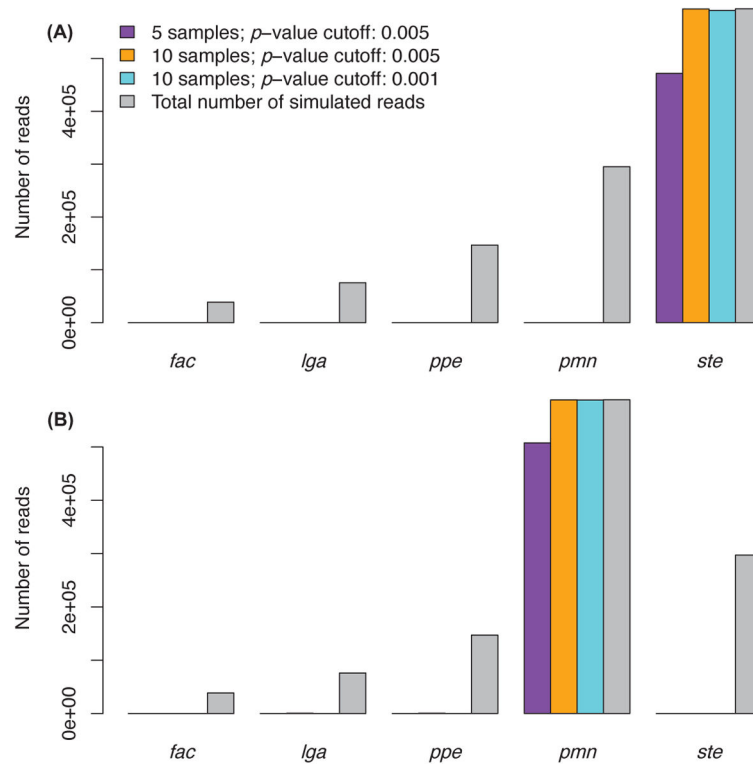 (A)
5 samples; p–value cutoff: 0.005
10 samples; p–value cutoff: 0.005
10 samples; p–value cutoff: 0.001
Total number of simulated reads
Number of reads
4e+05
2e+05
0e+00
fac lga ppe pmn ste
(B)
Number of reads
4e+05
2e+05
0e+00
fac lga ppe pmn ste